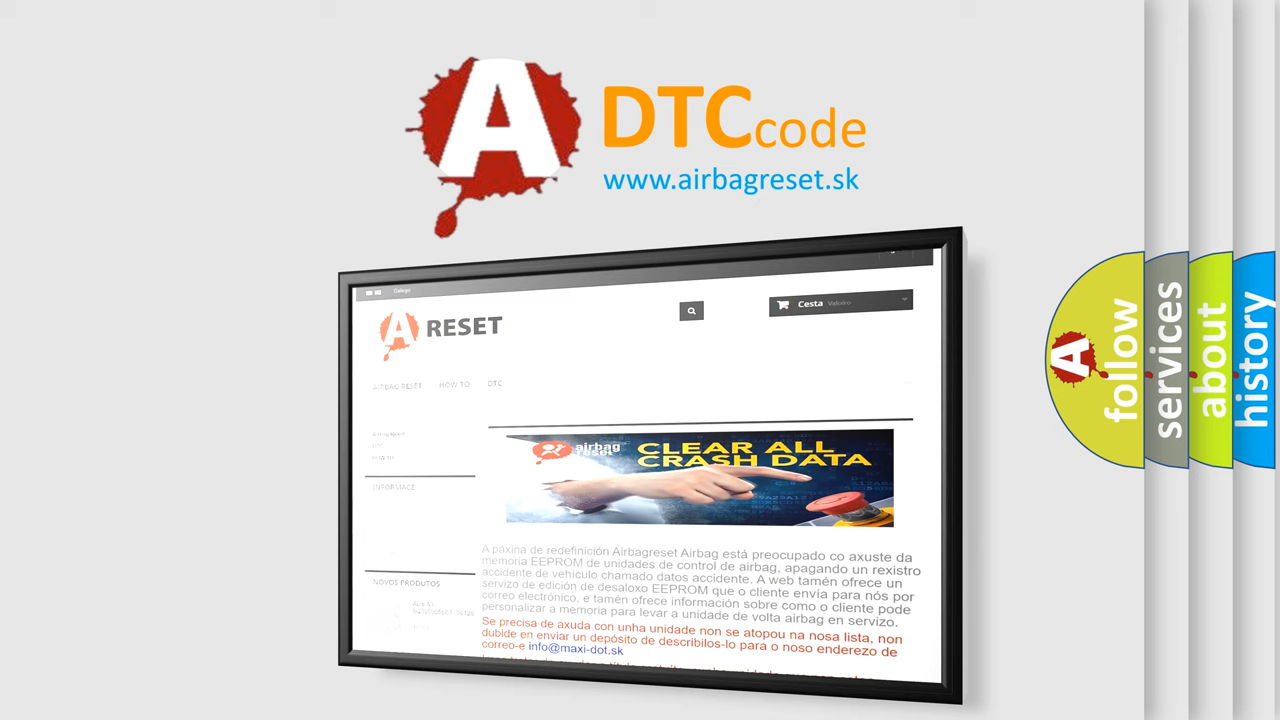 A
DTCcode
www.airbagreset.sk
Galego
A RESET
Cesta Valeiro
AIRBAG RESET HOW TO DTC
INFORMACE
airbag
reset
CLEAR ALL
CRASH DATA
A páxina de redefinición Airbagreset Airbag está preocupado co axuste da
memoria EEPROM de unidades de control de airbag, apagando un rexistro
accidente de vehículo chamado datos accidente. A web tamén ofrece un
servizo de edición de desaloxo EEPROM que o cliente envía para nós por
correo electrónico, e tamén ofrece información sobre como o cliente pode
personalizar a memoria para levar a unidade de volta airbag en servizo.
Se precisa de axuda con unha unidade non se atopou na nosa lista, non
dubide en enviar un depósito de describilos-lo para o noso enderezo de
correo-e info@maxi-dot.sk
NOVOS PRODUTOS
A
follow
services
about
history